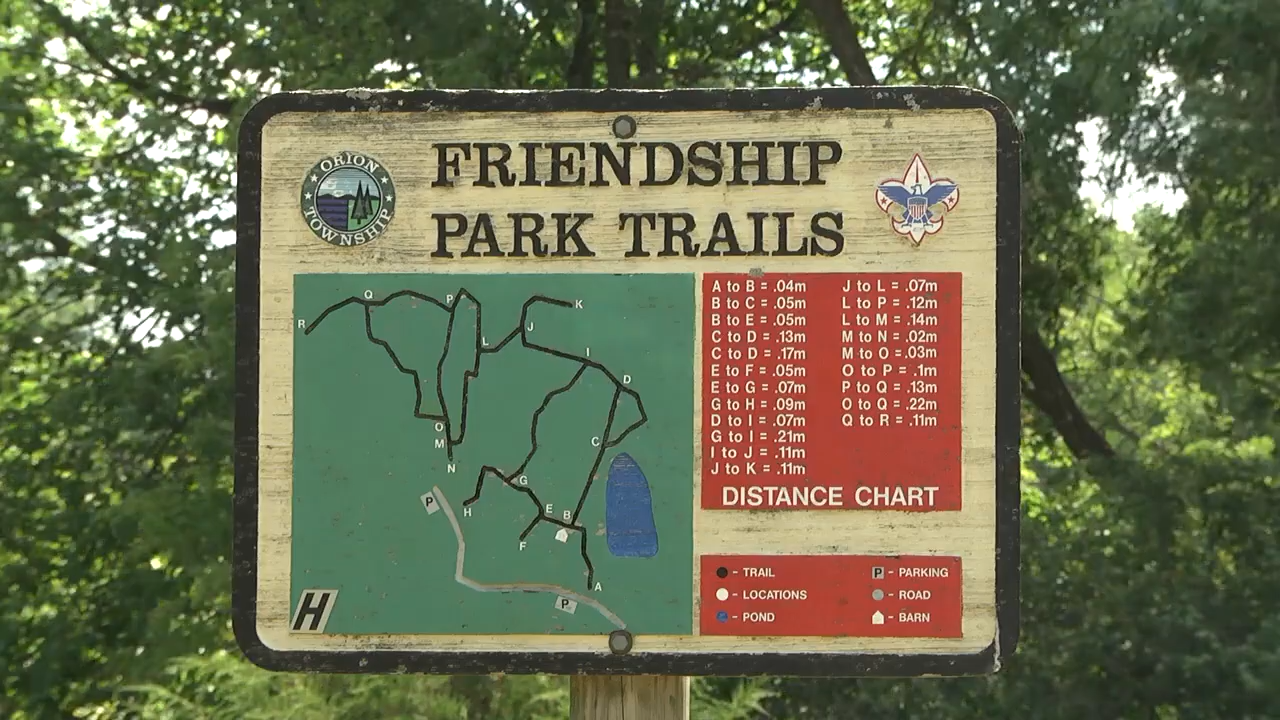 FRIENDSHIP
PARK TRAILS
ORION
TOWNSHIP
R
Q
P
K
J
L
I
D
C
O
M
N
G
H
E
B
F
A
P
P
H
A to B = .04m
B to C = .05m
B to E = .05m
C to D = .13m
C to D = .17m
E to F = .05m
E to G = .07m
G to H = .09m
D to I = .07m
G to I = .21m
I to J = .11m
J to K = .11m
J to L = .07m
L to P = .12m
L to M = .14m
M to N = .02m
M to O = .03m
O to P = .1m
P to Q = .13m
O to Q = .22m
Q to R = .11m
DISTANCE CHART
- TRAIL
- LOCATIONS
- POND
P - PARKING
- ROAD
- BARN